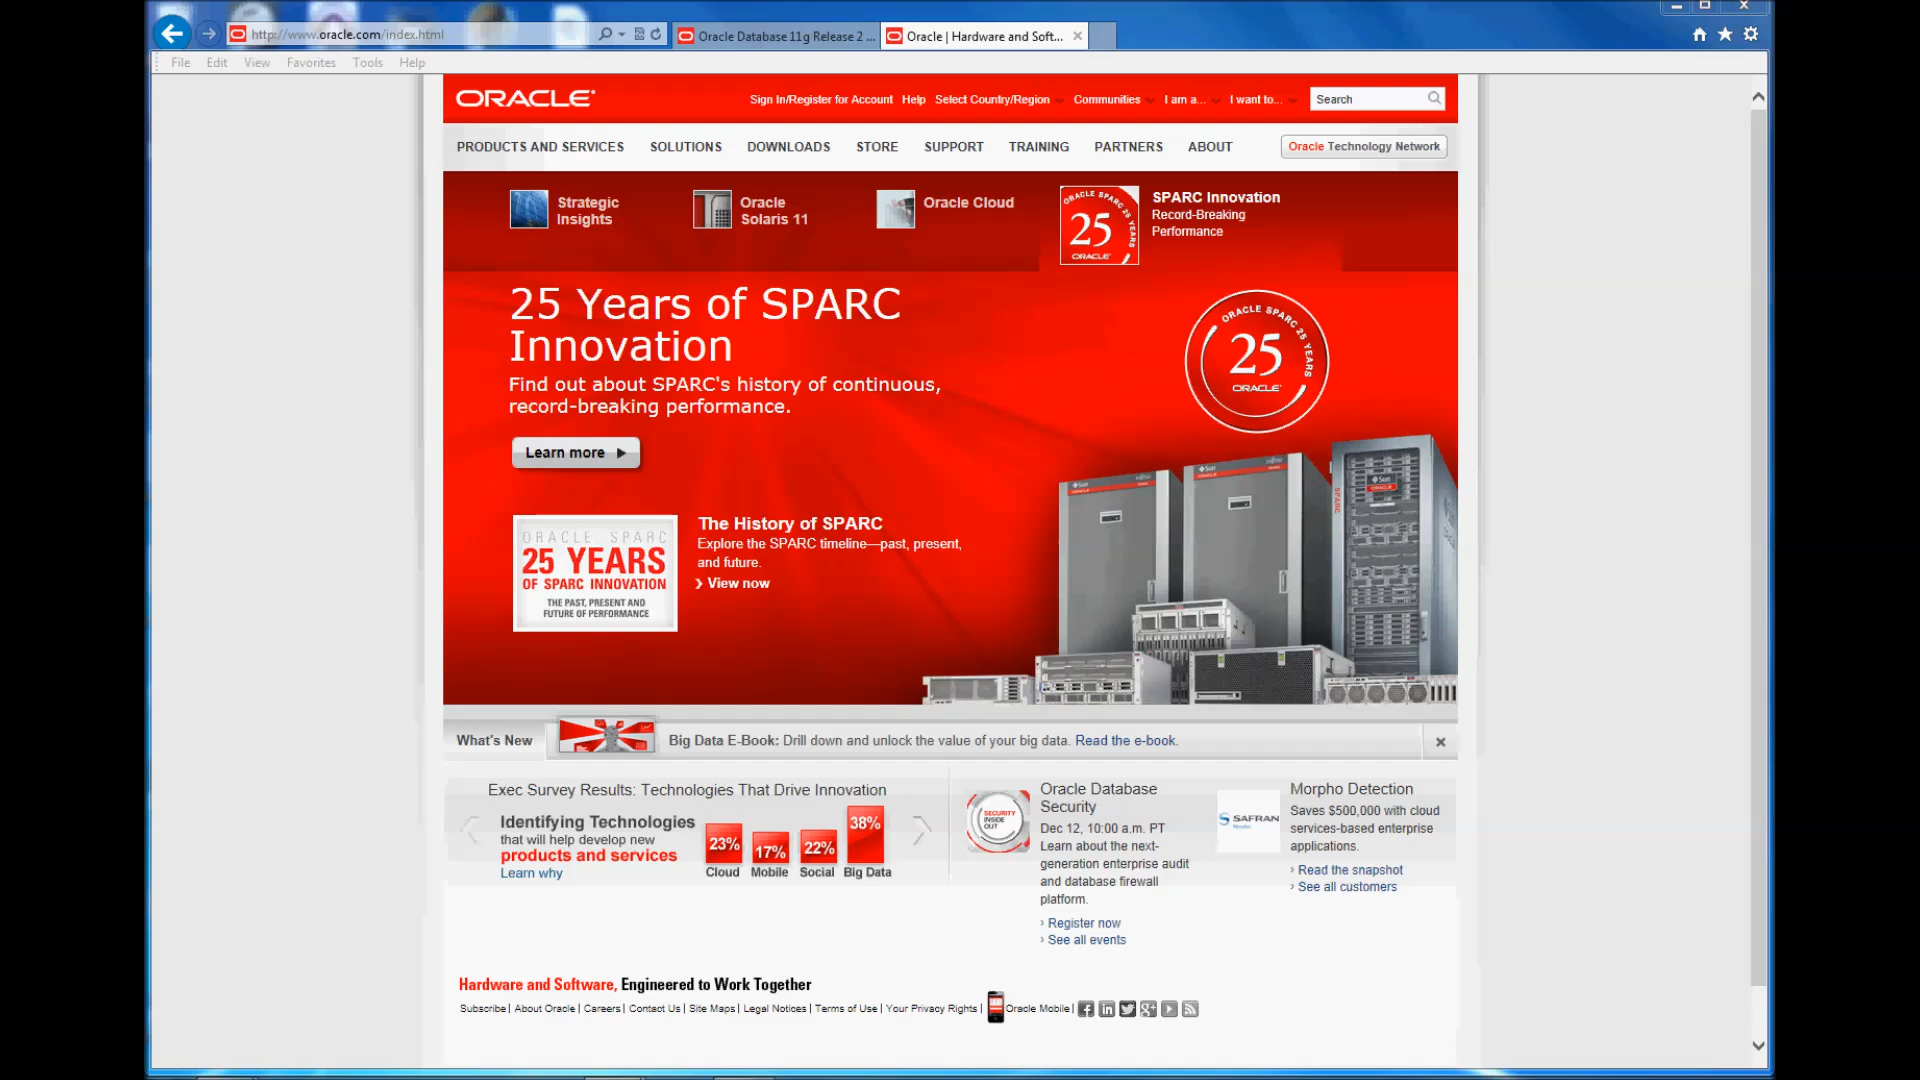 http://www.oracle.com/index.html
Oracle Database 11g Release 2 ...
Oracle | Hardware and Soft...
File Edit View Favorites Tools Help
ORACLE
Sign In/Register for Account Help Select Country/Region Communities I am a... I want to... Search
PRODUCTS AND SERVICES SOLUTIONS DOWNLOADS STORE SUPPORT TRAINING PARTNERS ABOUT Oracle Technology Network
Strategic
Insights
Oracle
Solaris 11
Oracle Cloud
ORACLE SPARC 25 YEARS
25
ORACLE
SPARC Innovation
Record-Breaking
Performance
25 Years of SPARC
Innovation
Find out about SPARC's history of continuous,
record-breaking performance.
Learn more
ORACLE SPARC 25 YEARS
25
ORACLE
ORACLE SPARC
25 YEARS
OF SPARC INNOVATION
THE PAST, PRESENT AND
FUTURE OF PERFORMANCE
The History of SPARC
Explore the SPARC timeline—past, present,
and future.
› View now
Sun
Sun
Sun
ORACLE
SPARC
What's New
Big Data E-Book: Drill down and unlock the value of your big data. Read the e-book.
Exec Survey Results: Technologies That Drive Innovation
Identifying Technologies
that will help develop new
products and services
Learn why
23% 17% 22% 38%
Cloud Mobile Social Big Data
SECURITY
INSIDE
OUT
Oracle Database
Security
Dec 12, 10:00 a.m. PT
Learn about the next-
generation enterprise audit
and database firewall
platform.
› Register now
› See all events
SAFRAN
Morpho
Morpho Detection
Saves $500,000 with cloud
services-based enterprise
applications.
› Read the snapshot
› See all customers
Hardware and Software, Engineered to Work Together
Subscribe | About Oracle | Careers | Contact Us | Site Maps | Legal Notices | Terms of Use | Your Privacy Rights | Oracle Mobile |